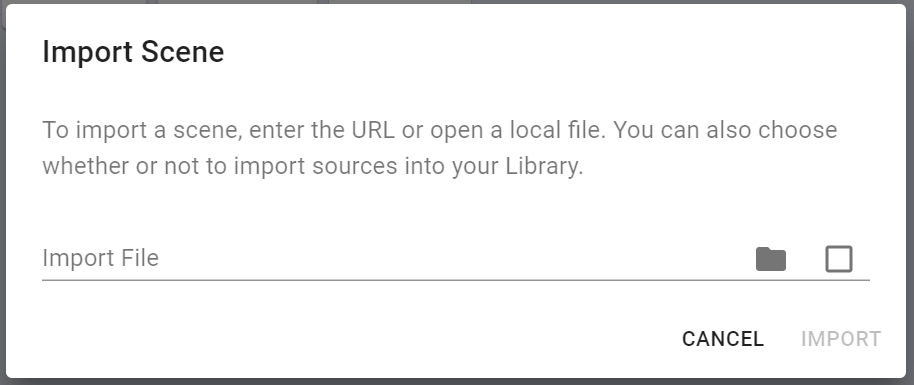 Import Scene
To import a scene, enter the URL or open a local file. You can also choose
whether or not to import sources into your Library.
Import File
CANCEL IMPORT